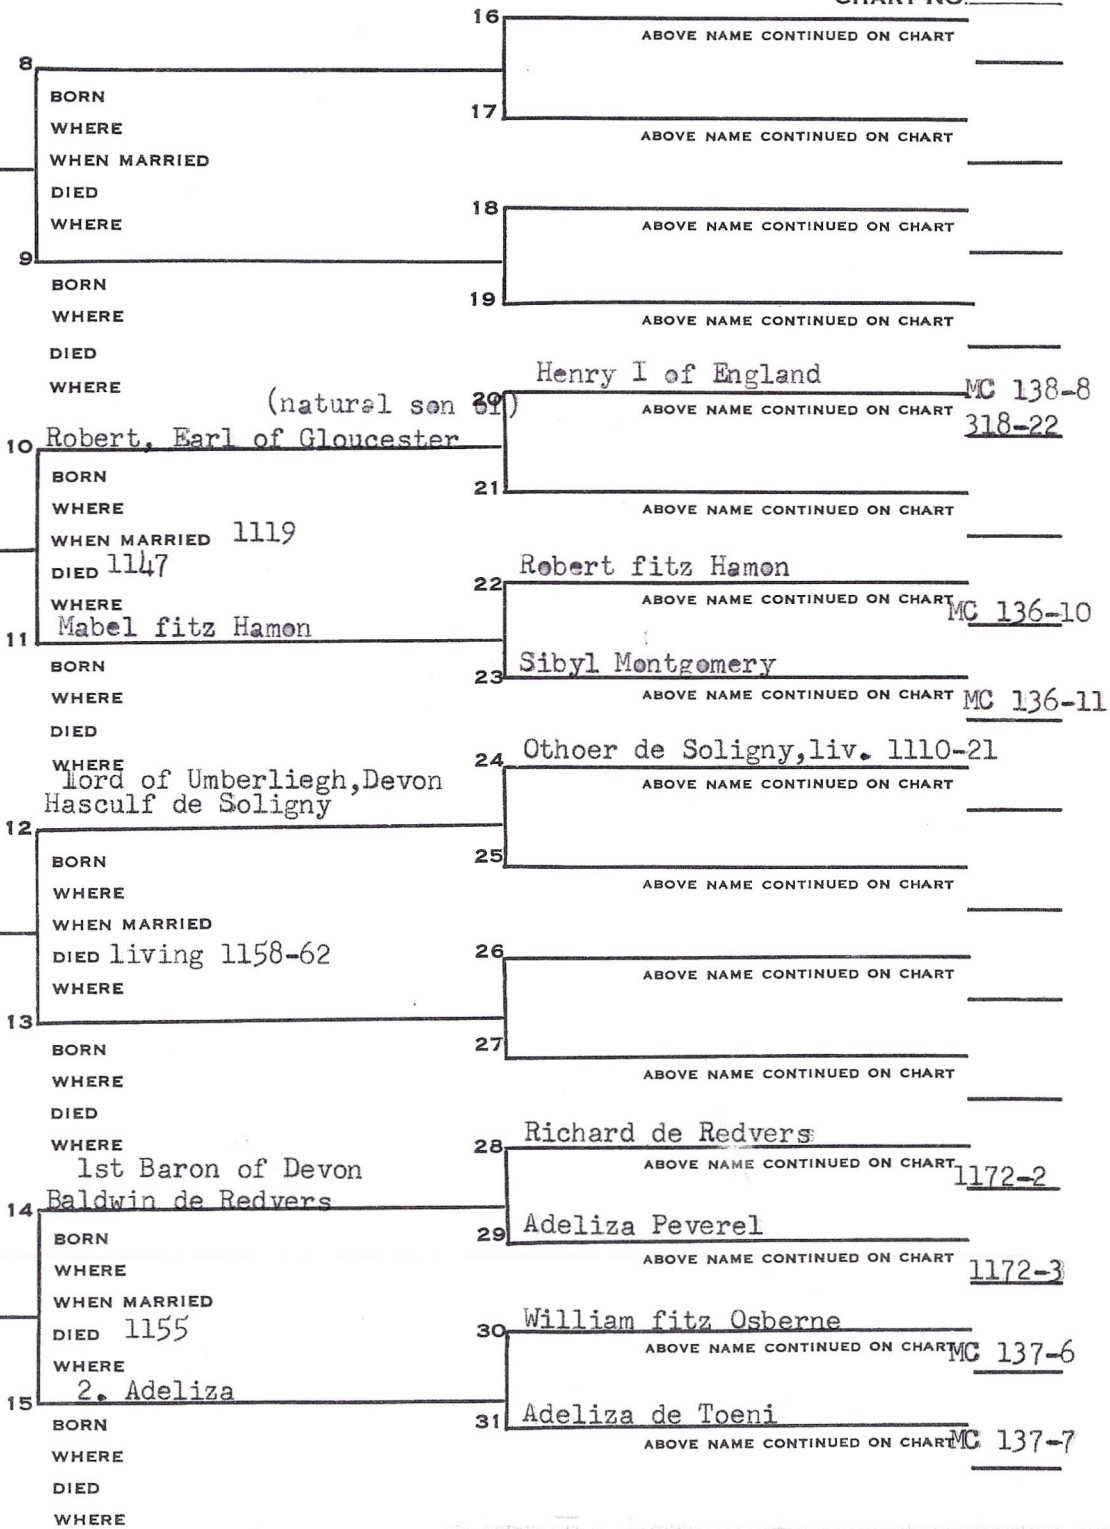 CHART NO.
16
ABOVE NAME CONTINUED ON CHART
8
BORN
WHERE
WHEN MARRIED
DIED
WHERE
17
ABOVE NAME CONTINUED ON CHART
18
ABOVE NAME CONTINUED ON CHART
9
BORN
WHERE
DIED
WHERE
19
ABOVE NAME CONTINUED ON CHART
Henry I of England
20
MC 138-8
ABOVE NAME CONTINUED ON CHART
318-22
(natural son of)
10 Robert, Earl of Gloucester
BORN
WHERE
WHEN MARRIED 1119
DIED 1147
WHERE
21
ABOVE NAME CONTINUED ON CHART
22 Robert fitz Hamon
ABOVE NAME CONTINUED ON CHART MC 136-10
11 Mabel fitz Hamon
BORN
WHERE
DIED
WHERE
23 Sibyl Montgomery
ABOVE NAME CONTINUED ON CHART MC 136-11
24 Othoer de Soligny,liv. 1110-21
ABOVE NAME CONTINUED ON CHART
lord of Umberliegh,Devon
12 Hasculf de Soligny
BORN
WHERE
WHEN MARRIED
DIED living 1158-62
WHERE
25
ABOVE NAME CONTINUED ON CHART
26
ABOVE NAME CONTINUED ON CHART
13
BORN
WHERE
DIED
WHERE
27
ABOVE NAME CONTINUED ON CHART
28 Richard de Redvers
ABOVE NAME CONTINUED ON CHART 1172-2
1st Baron of Devon
14 Baldwin de Redvers
BORN
WHERE
WHEN MARRIED
DIED 1155
WHERE
29 Adeliza Peverel
ABOVE NAME CONTINUED ON CHART 1172-3
30 William fitz Osberne
ABOVE NAME CONTINUED ON CHART MC 137-6
15 2. Adeliza
BORN
WHERE
DIED
WHERE
31 Adeliza de Toeni
ABOVE NAME CONTINUED ON CHART MC 137-7